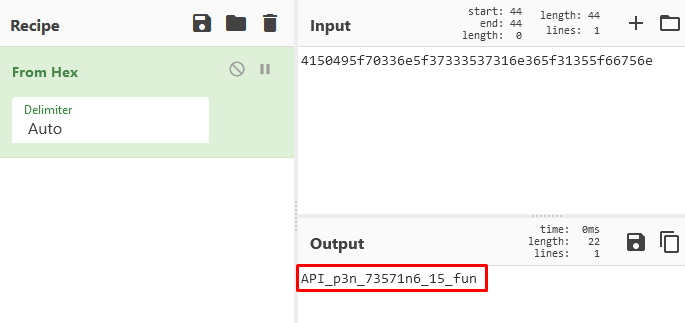 Recipe
From Hex
Delimiter
Auto
Input
start: 44
end: 44
length: 0
length: 44
lines: 1
4150495f70336e5f37333537316e365f31355f66756e
Output
time: 0ms
length: 22
lines: 1
API_p3n_73571n6_15_fun